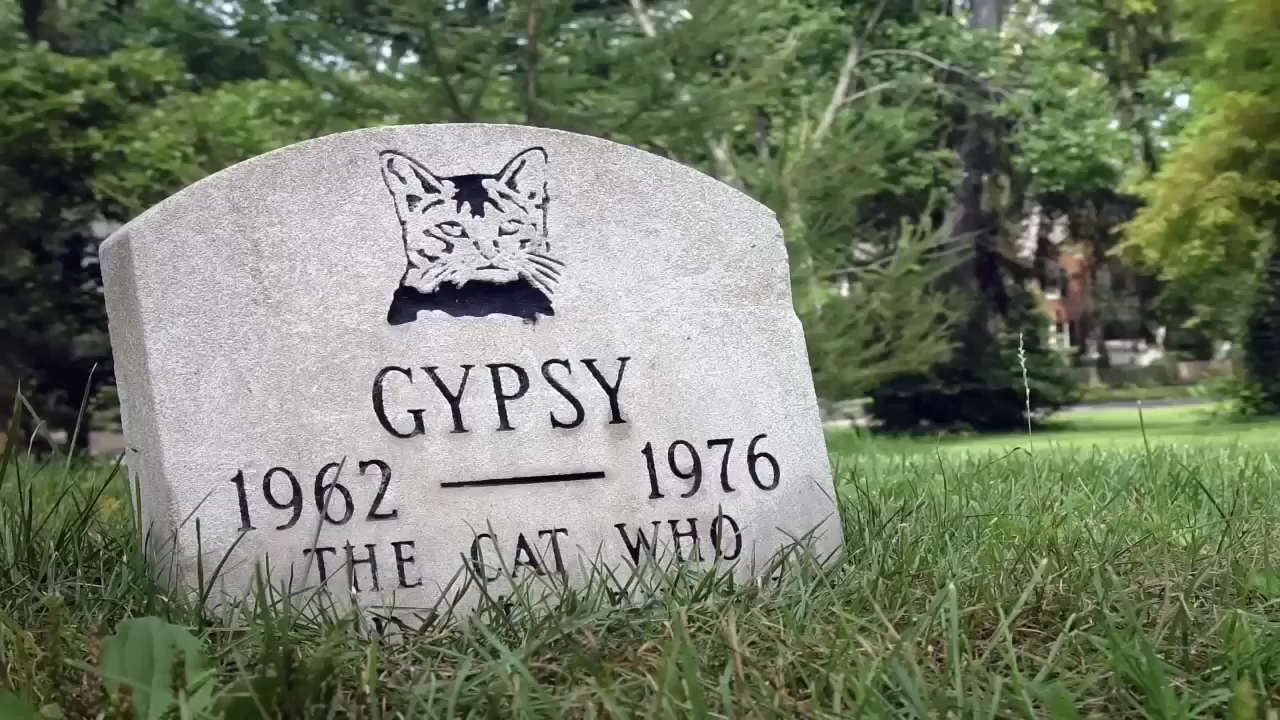 GYPSY
1962 — 1976
THE CAT WHO